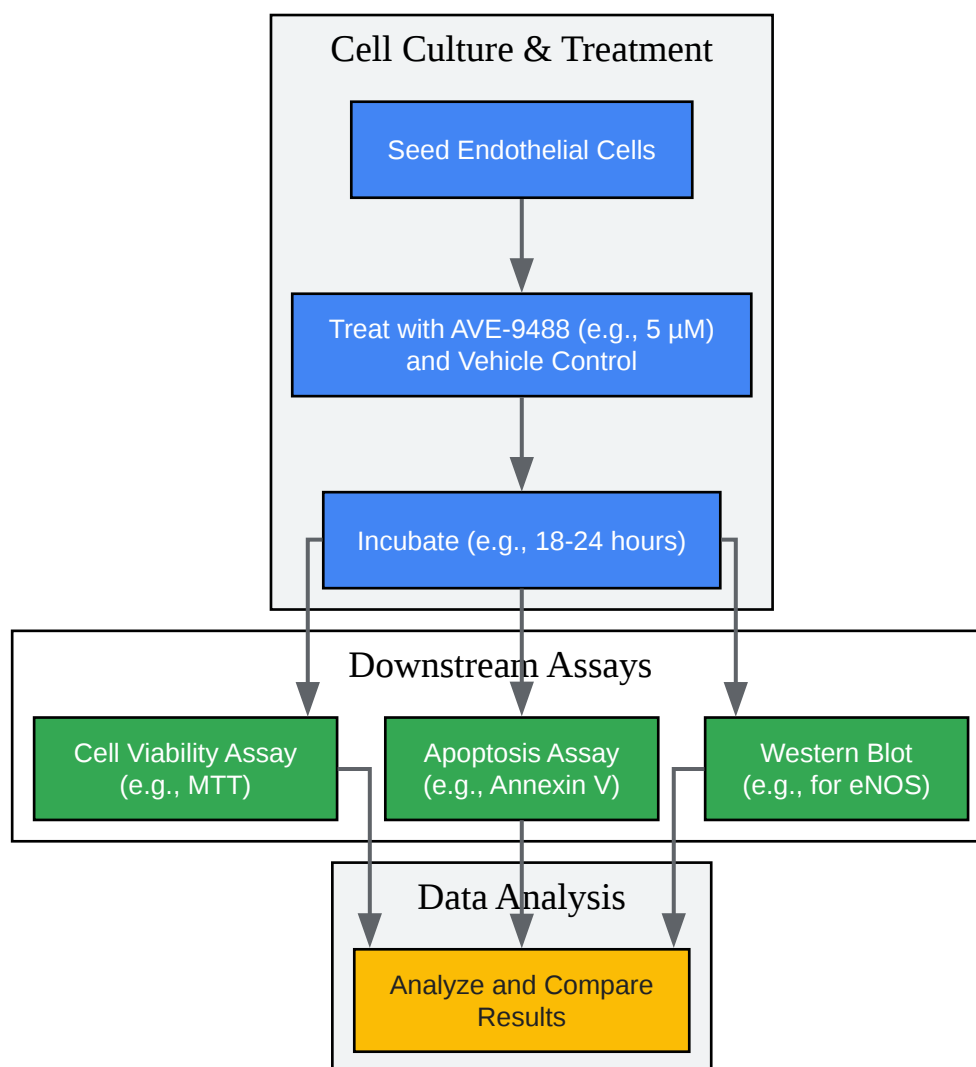 Cell Culture & Treatment
Seed Endothelial Cells
Treat with AVE-9488 (e.g., 5 µM)
and Vehicle Control
Incubate (e.g., 18-24 hours)
Downstream Assays
Cell Viability Assay
(e.g., MTT)
Apoptosis Assay
(e.g., Annexin V)
Western Blot
(e.g., for eNOS)
Data Analysis
Analyze and Compare
Results